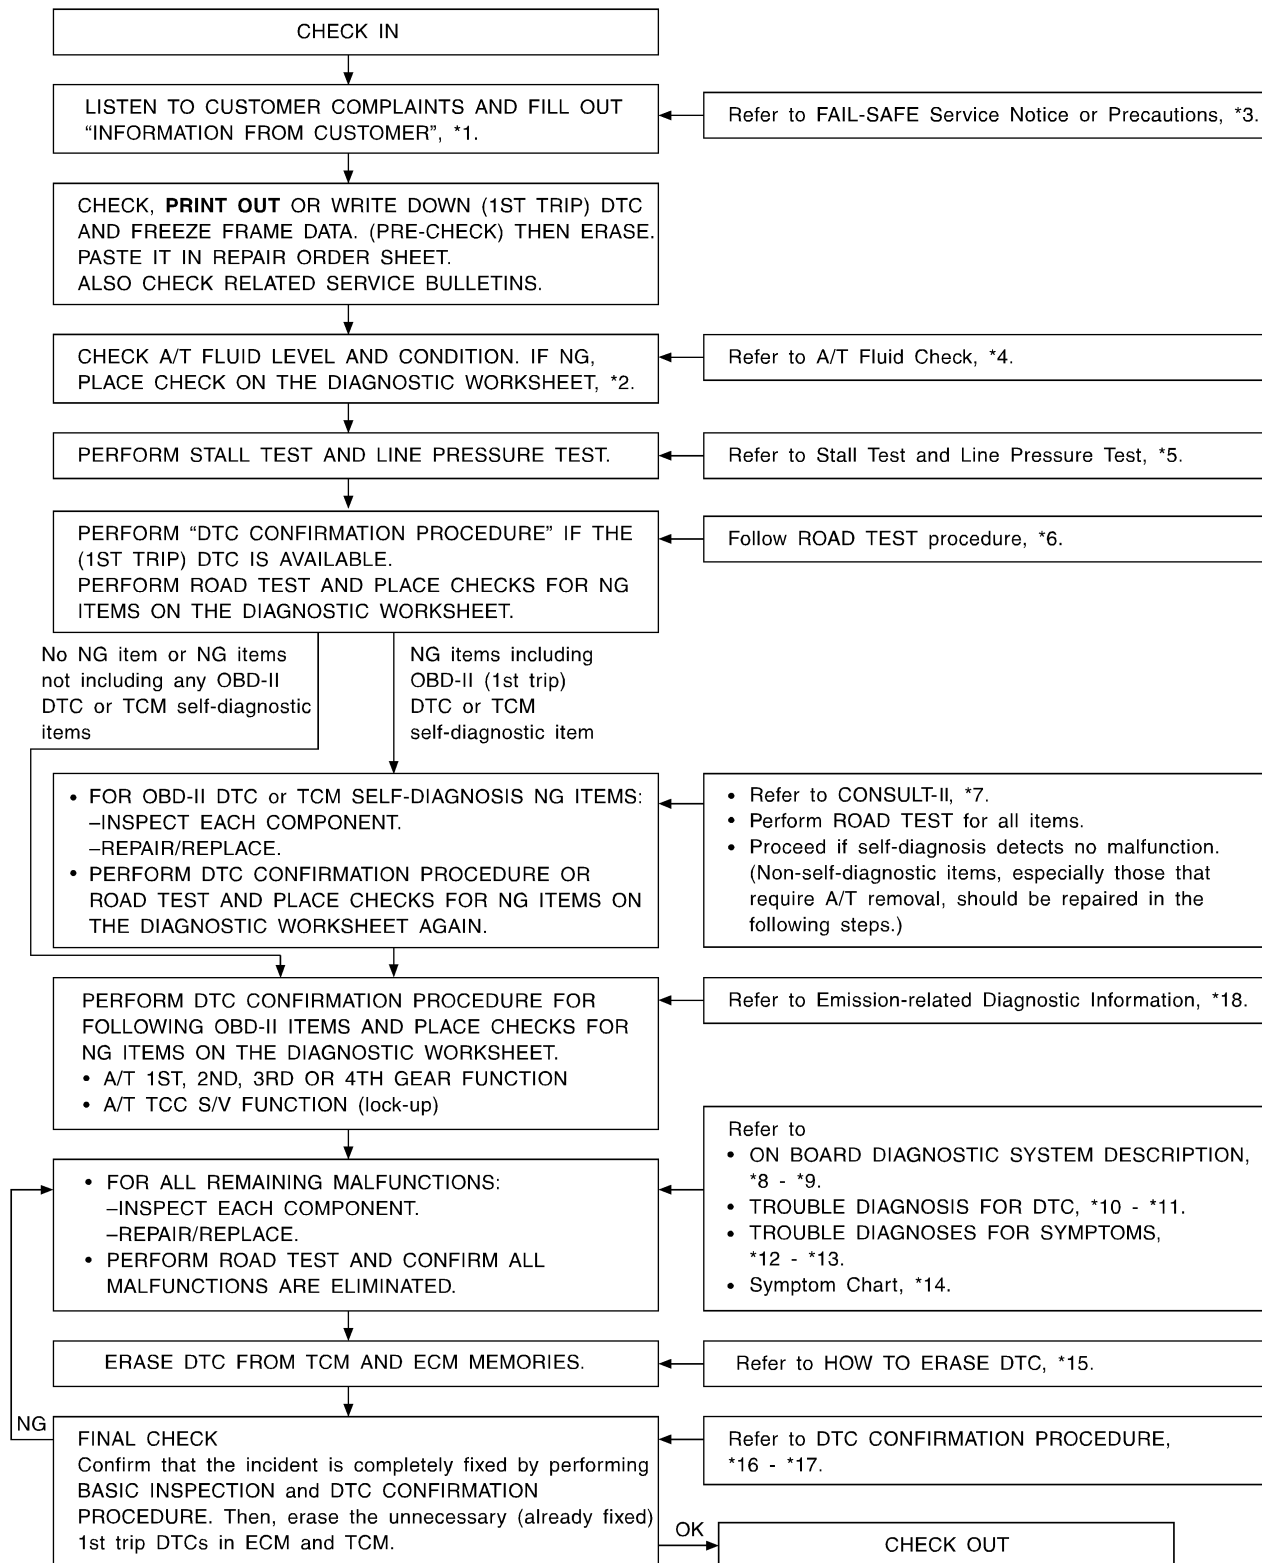 CHECK IN
LISTEN TO CUSTOMER COMPLAINTS AND FILL OUT
“INFORMATION FROM CUSTOMER”, *1.
Refer to FAIL-SAFE Service Notice or Precautions, *3.
CHECK, PRINT OUT OR WRITE DOWN (1ST TRIP) DTC
AND FREEZE FRAME DATA. (PRE-CHECK) THEN ERASE.
PASTE IT IN REPAIR ORDER SHEET.
ALSO CHECK RELATED SERVICE BULLETINS.
CHECK A/T FLUID LEVEL AND CONDITION. IF NG,
PLACE CHECK ON THE DIAGNOSTIC WORKSHEET, *2.
Refer to A/T Fluid Check, *4.
PERFORM STALL TEST AND LINE PRESSURE TEST.
Refer to Stall Test and Line Pressure Test, *5.
PERFORM “DTC CONFIRMATION PROCEDURE” IF THE
(1ST TRIP) DTC IS AVAILABLE.
PERFORM ROAD TEST AND PLACE CHECKS FOR NG
ITEMS ON THE DIAGNOSTIC WORKSHEET.
Follow ROAD TEST procedure, *6.
No NG item or NG items
not including any OBD-II
DTC or TCM self-diagnostic
items
NG items including
OBD-II (1st trip)
DTC or TCM
self-diagnostic item
• FOR OBD-II DTC or TCM SELF-DIAGNOSIS NG ITEMS:
–INSPECT EACH COMPONENT.
–REPAIR/REPLACE.
• PERFORM DTC CONFIRMATION PROCEDURE OR
ROAD TEST AND PLACE CHECKS FOR NG ITEMS ON
THE DIAGNOSTIC WORKSHEET AGAIN.
• Refer to CONSULT-II, *7.
• Perform ROAD TEST for all items.
• Proceed if self-diagnosis detects no malfunction.
(Non-self-diagnostic items, especially those that
require A/T removal, should be repaired in the
following steps.)
PERFORM DTC CONFIRMATION PROCEDURE FOR
FOLLOWING OBD-II ITEMS AND PLACE CHECKS FOR
NG ITEMS ON THE DIAGNOSTIC WORKSHEET.
• A/T 1ST, 2ND, 3RD OR 4TH GEAR FUNCTION
• A/T TCC S/V FUNCTION (lock-up)
Refer to Emission-related Diagnostic Information, *18.
• FOR ALL REMAINING MALFUNCTIONS:
–INSPECT EACH COMPONENT.
–REPAIR/REPLACE.
• PERFORM ROAD TEST AND CONFIRM ALL
MALFUNCTIONS ARE ELIMINATED.
Refer to
• ON BOARD DIAGNOSTIC SYSTEM DESCRIPTION,
*8 - *9.
• TROUBLE DIAGNOSIS FOR DTC, *10 - *11.
• TROUBLE DIAGNOSES FOR SYMPTOMS,
*12 - *13.
• Symptom Chart, *14.
ERASE DTC FROM TCM AND ECM MEMORIES.
Refer to HOW TO ERASE DTC, *15.
NG
FINAL CHECK
Confirm that the incident is completely fixed by performing
BASIC INSPECTION and DTC CONFIRMATION
PROCEDURE. Then, erase the unnecessary (already fixed)
1st trip DTCs in ECM and TCM.
Refer to DTC CONFIRMATION PROCEDURE,
*16 - *17.
OK
CHECK OUT